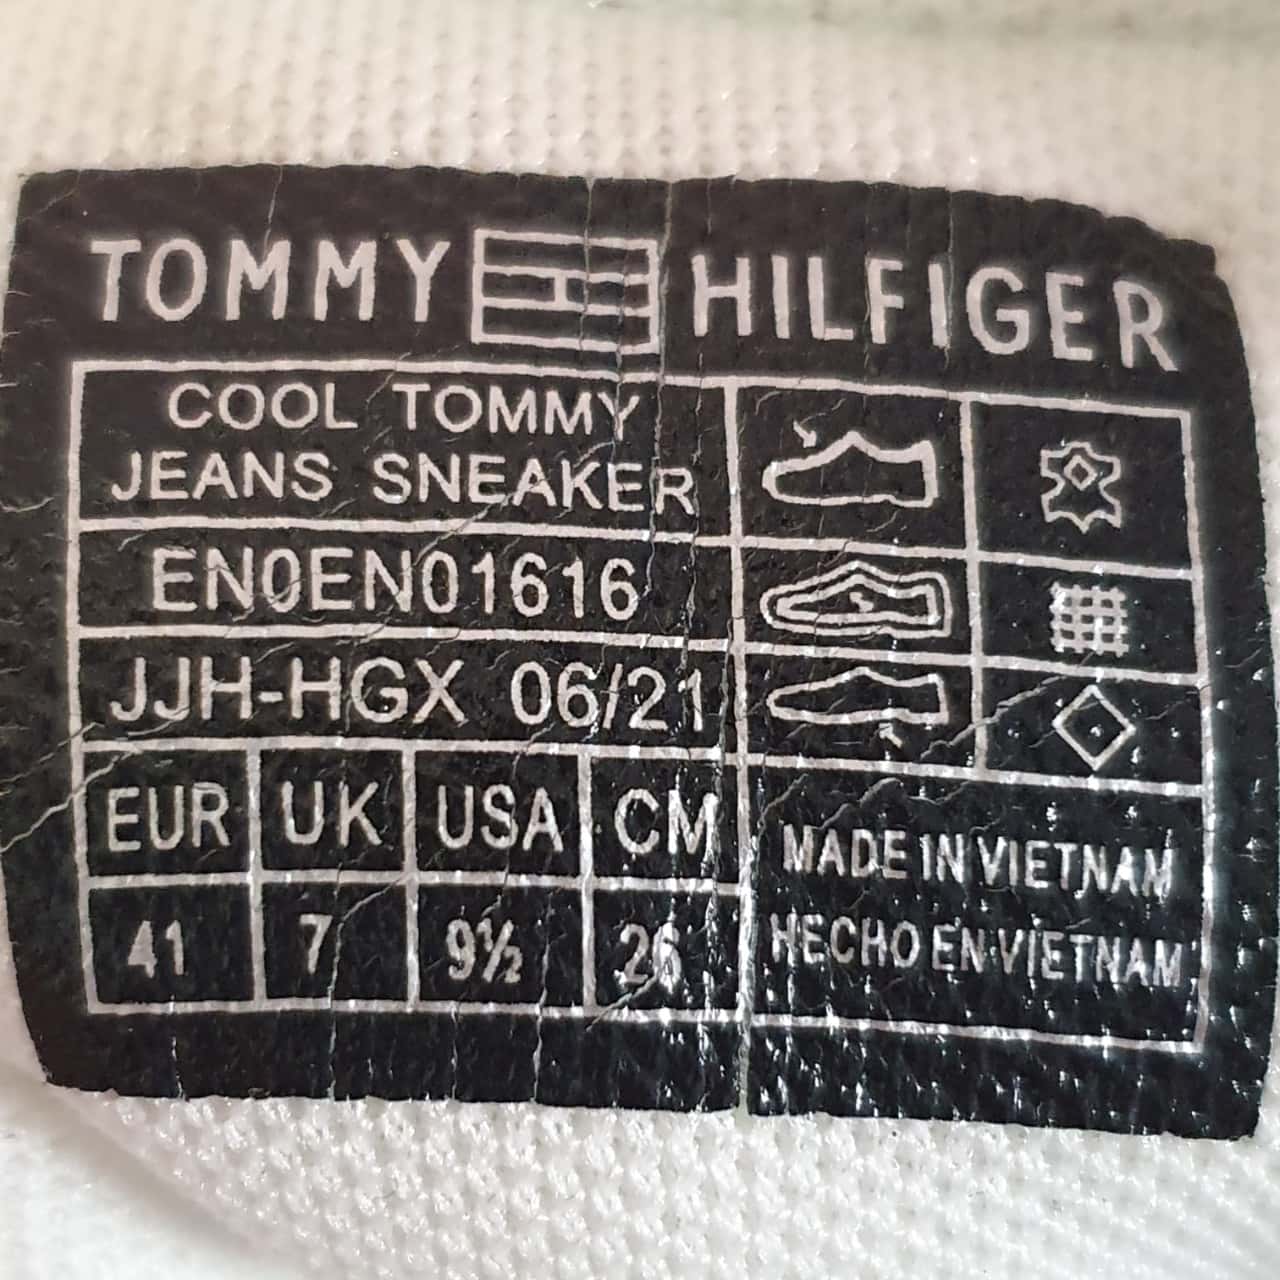 TOMMY HILFIGER
COOL TOMMY
JEANS SNEAKER
EN0EN01616
JJH-HGX 06/21
EUR UK USA CM
41 7 9½ 26
MADE IN VIETNAM
HECHO EN VIETNAM